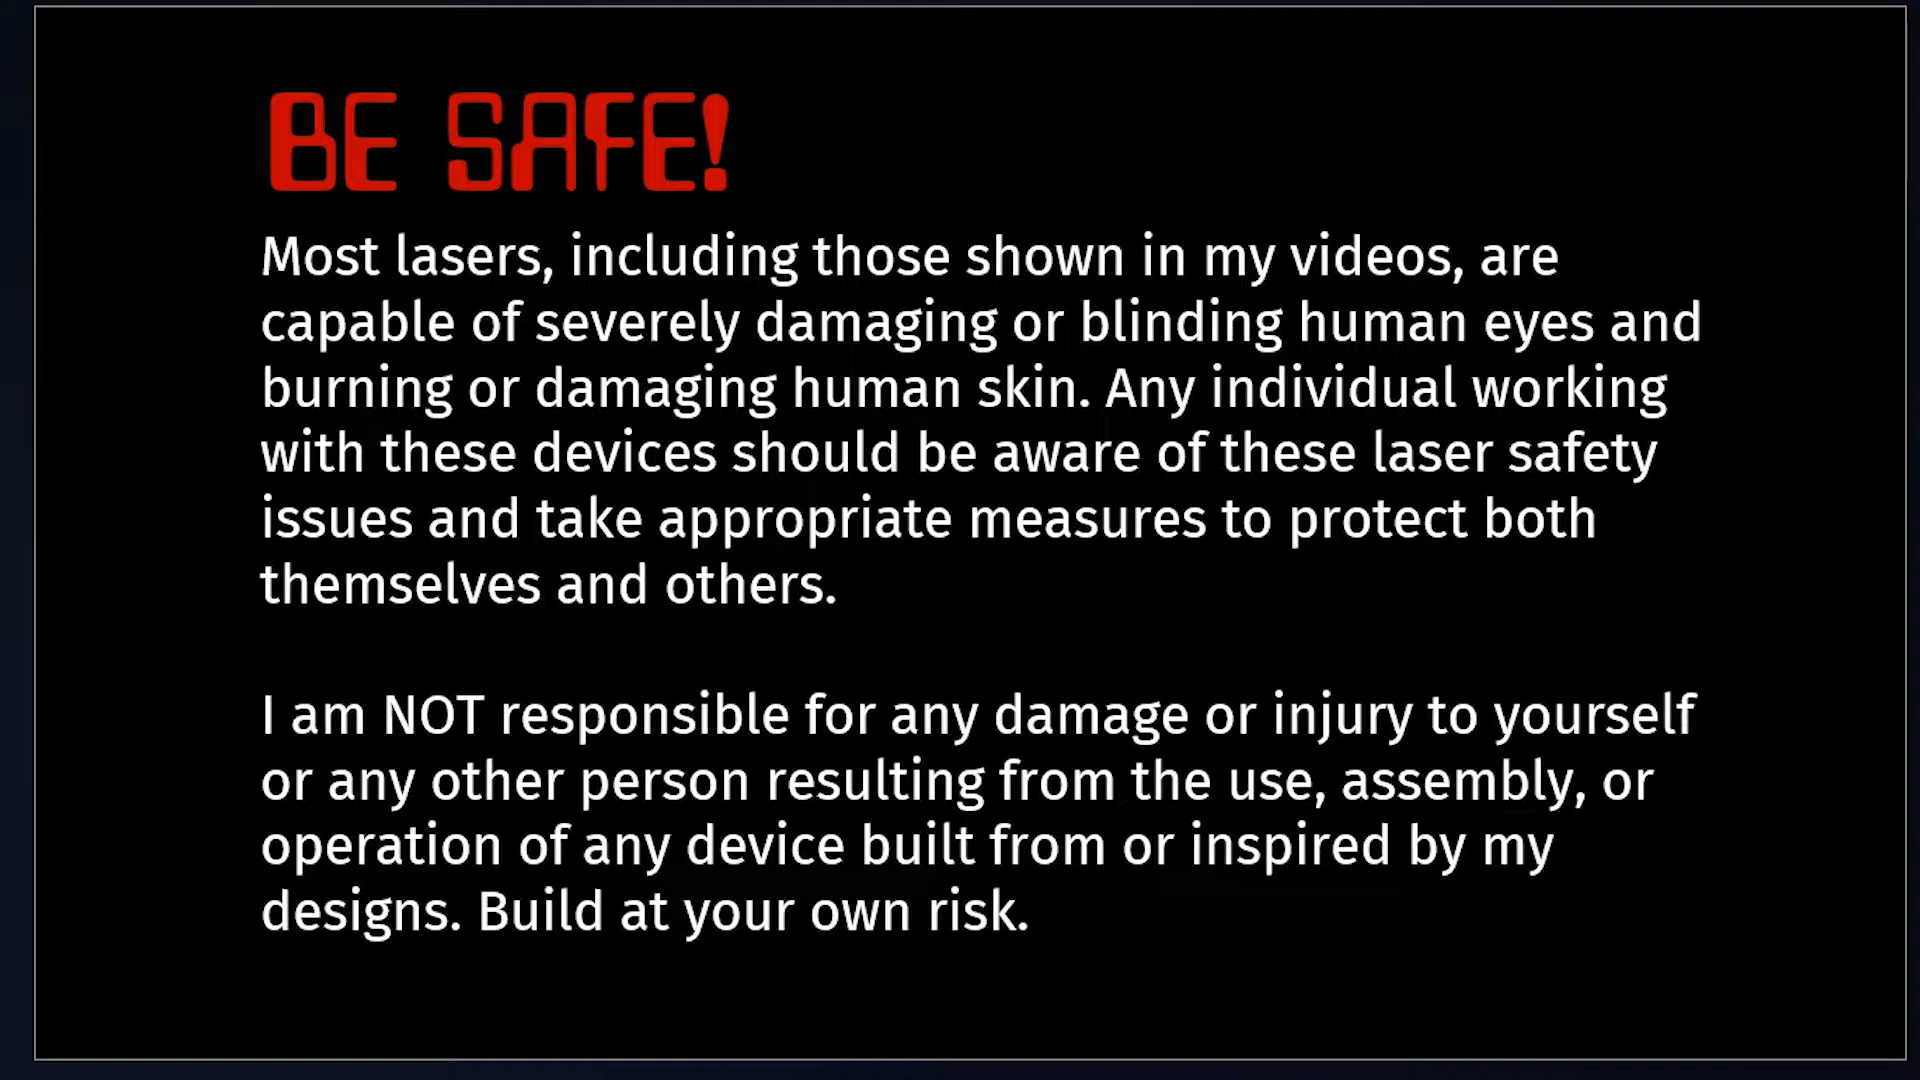 BE SAFE!
Most lasers, including those shown in my videos, are
capable of severely damaging or blinding human eyes and
burning or damaging human skin. Any individual working
with these devices should be aware of these laser safety
issues and take appropriate measures to protect both
themselves and others.
I am NOT responsible for any damage or injury to yourself
or any other person resulting from the use, assembly, or
operation of any device built from or inspired by my
designs. Build at your own risk.